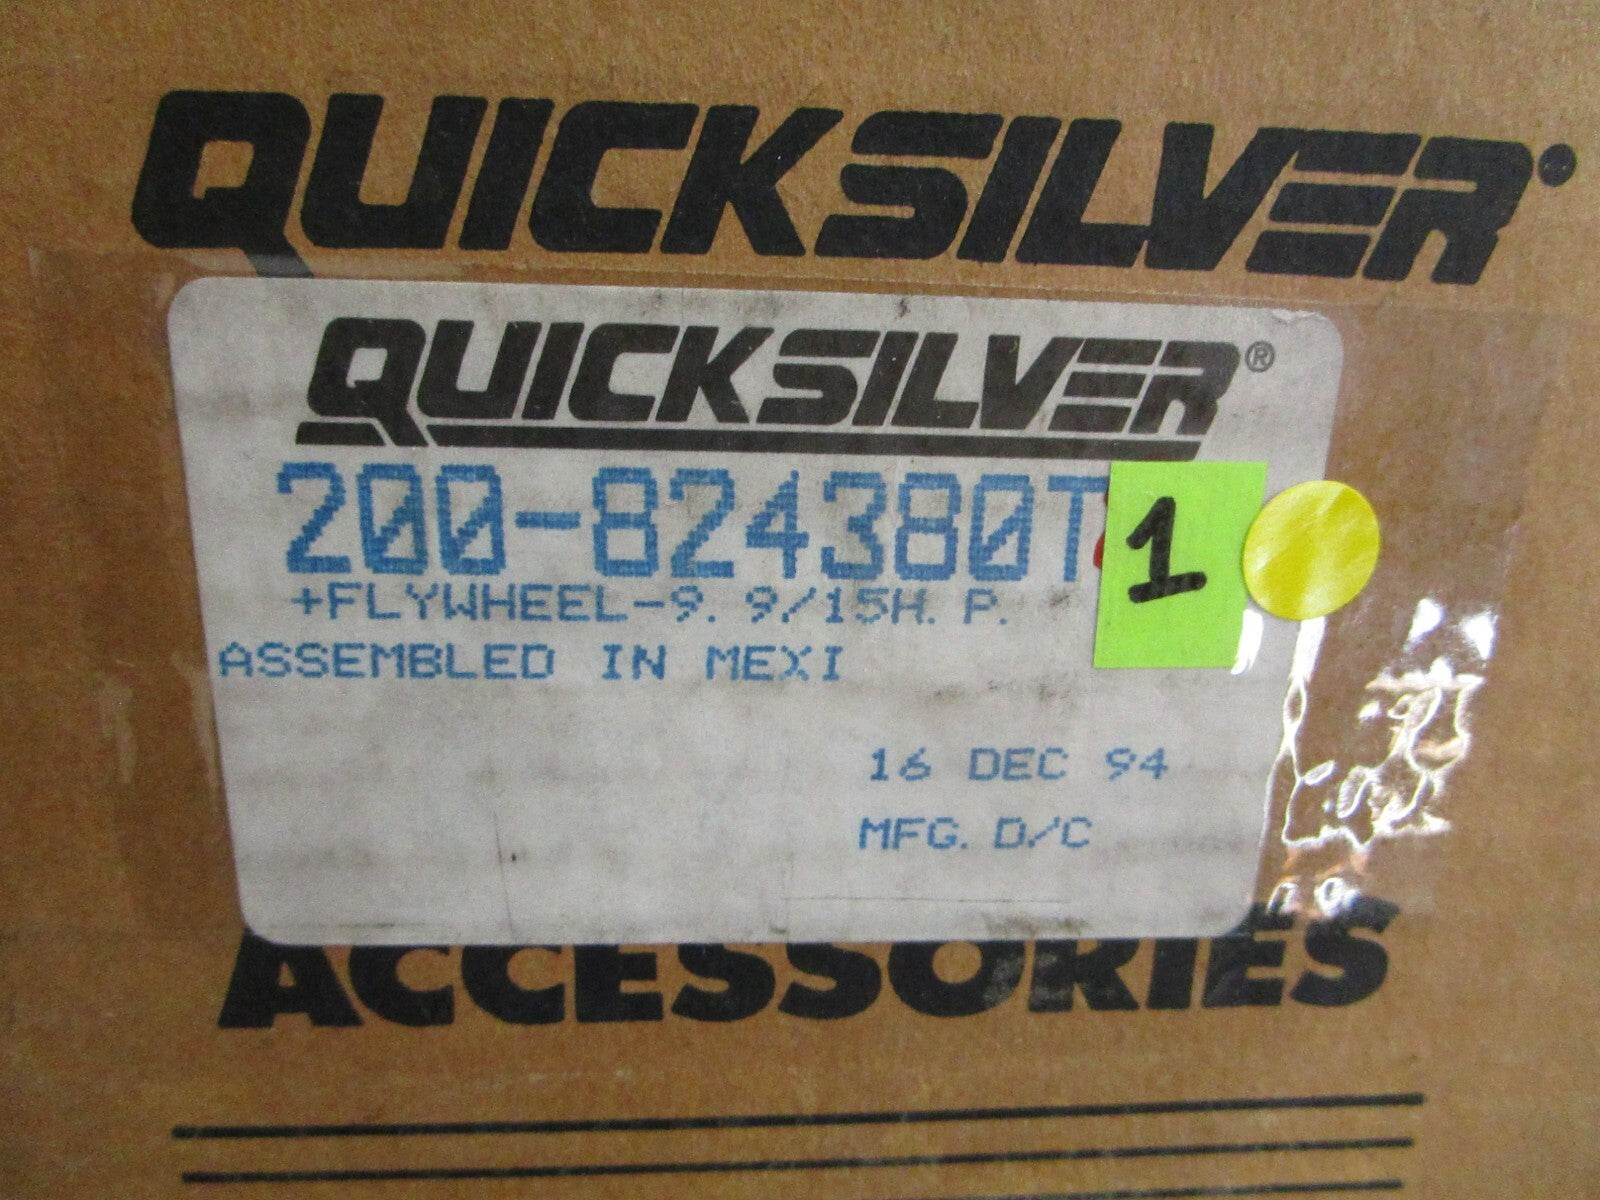 QUICKSILVER
QUICKSILVER®
200-824380T 1
+FLYWHEEL-9.9/15H.P.
ASSEMBLED IN MEXI
16 DEC 94
MFG. D/C
ACCESSORIES